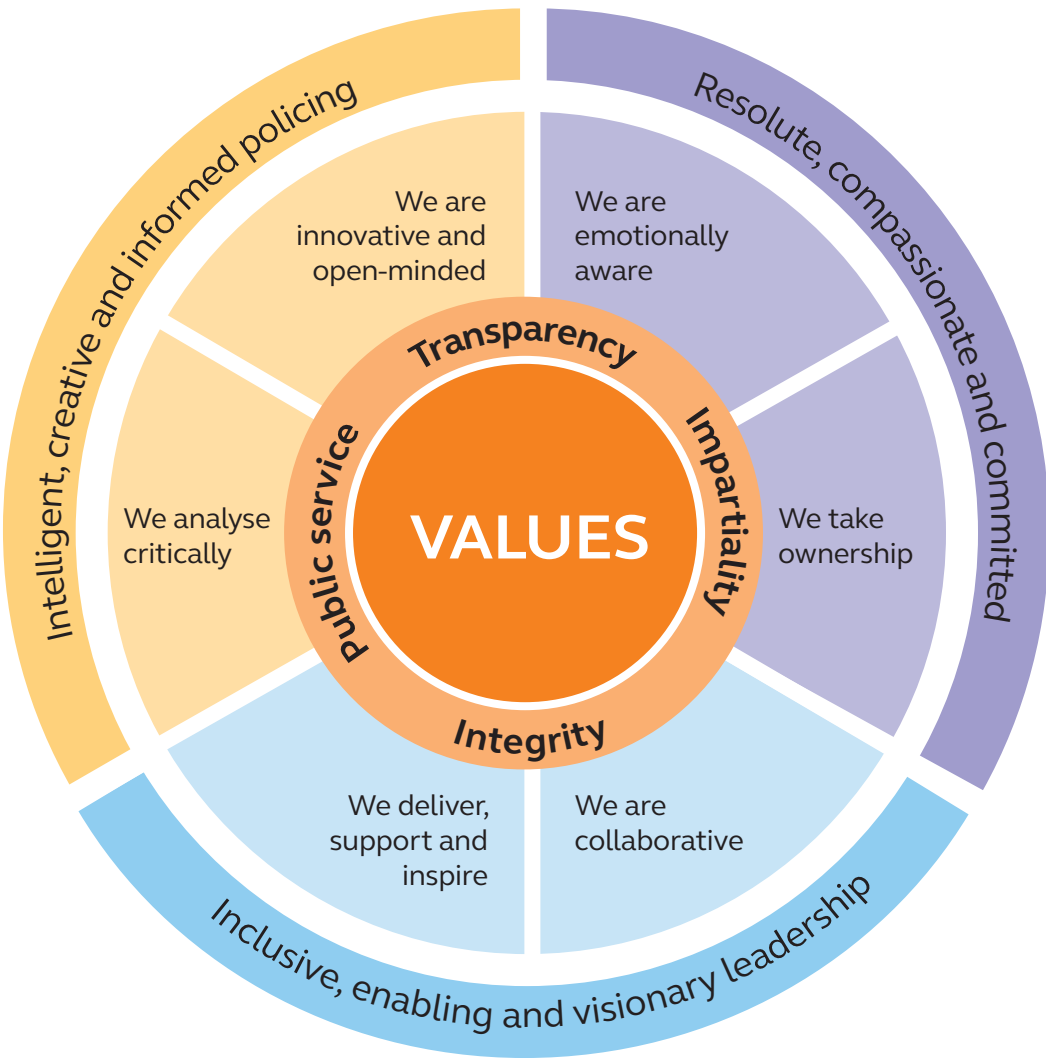 Intelligent, creative and informed policing
Resolute, compassionate and committed
We are
innovative and
open-minded
We are
emotionally
aware
Transparency
Impartiality
Public service
We analyse
critically
VALUES
We take
ownership
Integrity
We deliver,
support and
inspire
We are
collaborative
Inclusive, enabling and visionary leadership